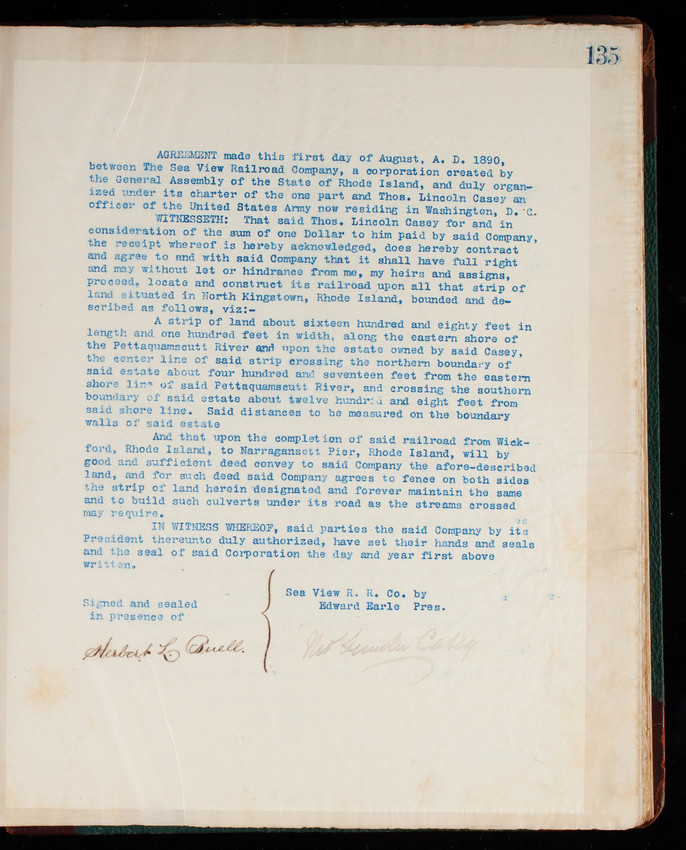 135
AGREEMENT made this first day of August, A. D. 1890,
between The Sea View Railroad Company, a corporation created by
the General Assembly of the State of Rhode Island, and duly organ-
ized under its charter of the one part and Thos. Lincoln Casey an
officer of the United States Army now residing in Washington, D. C.
WITNESSETH: That said Thos. Lincoln Casey for and in
consideration of the sum of one Dollar to him paid by said Company,
the receipt whereof is hereby acknowledged, does hereby contract
and agree to and with said Company that it shall have full right
and may without let or hindrance from me, my heirs and assigns,
proceed, locate and construct its railroad upon all that strip of
land situated in North Kingstown, Rhode Island, bounded and de-
scribed as follows, viz:-
A strip of land about sixteen hundred and eighty feet in
length and one hundred feet in width, along the eastern shore of
the Pettaquamscutt River and upon the estate owned by said Casey,
the center line of said strip crossing the northern boundary of
said estate about four hundred and seventeen feet from the eastern
shore line of said Pettaquamscutt River, and crossing the southern
boundary of said estate about twelve hundred and eight feet from
said shore line. Said distances to be measured on the boundary
walls of said estate
And that upon the completion of said railroad from Wick-
ford, Rhode Island, to Narragansett Pier, Rhode Island, will by
good and sufficient deed convey to said Company the afore-described
land, and for such deed said Company agrees to fence on both sides
the strip of land herein designated and forever maintain the same
and to build such culverts under its road as the streams crossed
may require.
IN WITNESS WHEREOF, said parties the said Company by its
President thereunto duly authorized, have set their hands and seals
and the seal of said Corporation the day and year first above
written.
Sea View R. R. Co. by
Edward Earle Pres.
Signed and sealed
in presence of
Herbert L. Buell.
Thos Lincoln Casey